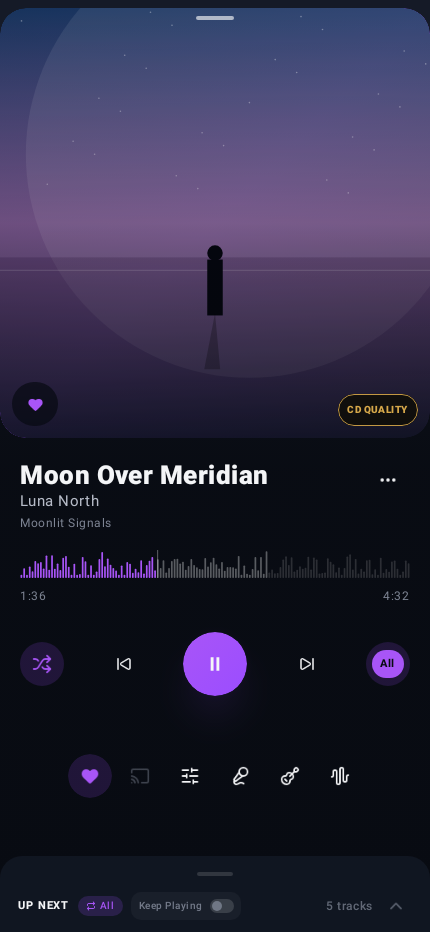 CD QUALITY
Moon Over Meridian
Luna North
Moonlit Signals
1:36 4:32
All
UP NEXT All Keep Playing 5 tracks